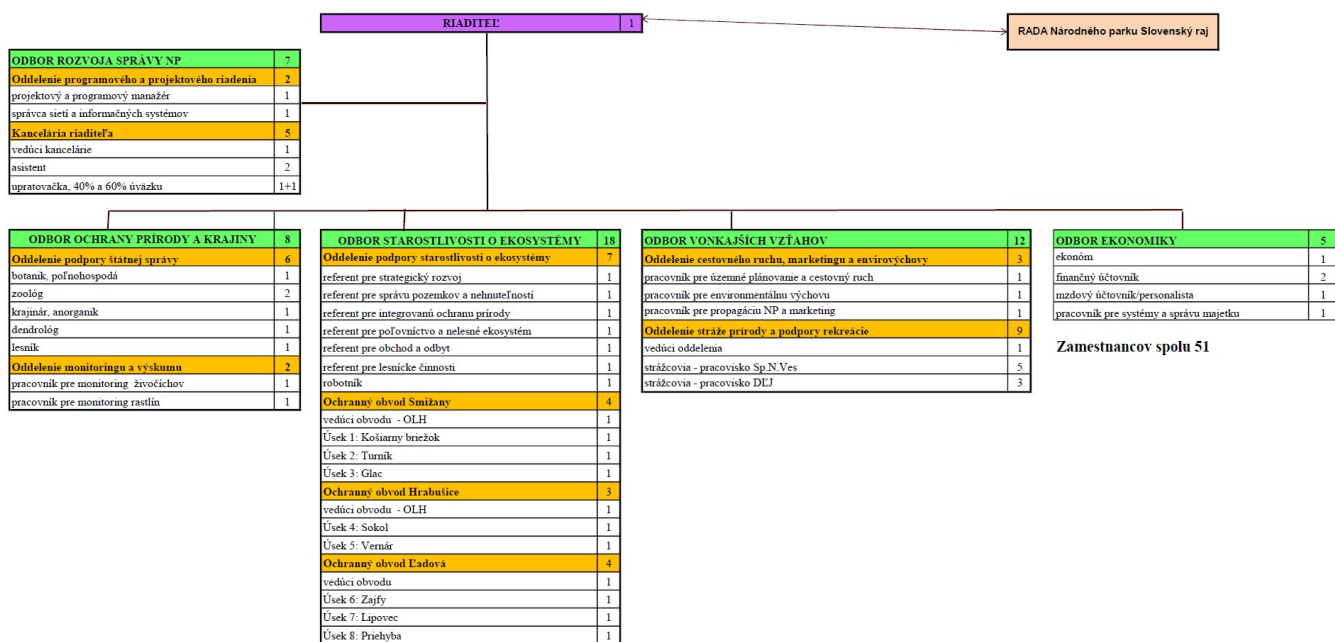 RIADITEĽ 1
RADA Národného parku Slovenský raj
ODBOR ROZVOJA SPRÁVY NP 7
Oddelenie programového a projektového riadenia 2
projektový a programový manažér 1
správca sietí a informačných systémov 1
Kancelária riaditeľa 5
vedúci kancelárie 1
asistent 2
upratovačka, 40% a 60% úväzku 1+1
ODBOR OCHRANY PRÍRODY A KRAJINY 8
Oddelenie podpory štátnej správy 6
botanik, poľnohospodá 1
zoológ 2
krajinár, anorganik 1
dendrológ 1
lesník 1
Oddelenie monitoringu a výskumu 2
pracovník pre monitoring živočíchov 1
pracovník pre monitoring rastlín 1
ODBOR STAROSTLIVOSTI O EKOSYSTÉMY 18
Oddelenie podpory starostlivosti o ekosystémy 7
referent pre strategický rozvoj 1
referent pre správu pozemkov a nehnuteľností 1
referent pre integrovanú ochranu prírody 1
referent pre poľovníctvo a nelesné ekosystém 1
referent pre obchod a odbyt 1
referent pre lesnícke činnosti 1
robotník 1
Ochranný obvod Smižany 4
vedúci obvodu - OLH 1
Úsek 1: Košiarny briežok 1
Úsek 2: Turník 1
Úsek 3: Glac 1
Ochranný obvod Hrabušice 3
vedúci obvodu - OLH 1
Úsek 4: Sokol 1
Úsek 5: Vernár 1
Ochranný obvod Ľadová 4
vedúci obvodu 1
Úsek 6: Zajfy 1
Úsek 7: Lipovec 1
Úsek 8: Priehyba 1
ODBOR VONKAJŠÍCH VZŤAHOV 12
Oddelenie cestovného ruchu, marketingu a envirovýchovy 3
pracovník pre územné plánovanie a cestovný ruch 1
pracovník pre environmentálnu výchovu 1
pracovník pre propagáciu NP a marketing 1
Oddelenie stráže prírody a podpory rekreácie 9
vedúci oddelenia 1
strážcovia - pracovisko Sp.N.Ves 5
strážcovia - pracovisko DĽJ 3
ODBOR EKONOMIKY 5
ekonóm 1
finančný účtovník 2
mzdový účtovník/personalista 1
pracovník pre systémy a správu majetku 1
Zamestnancov spolu 51